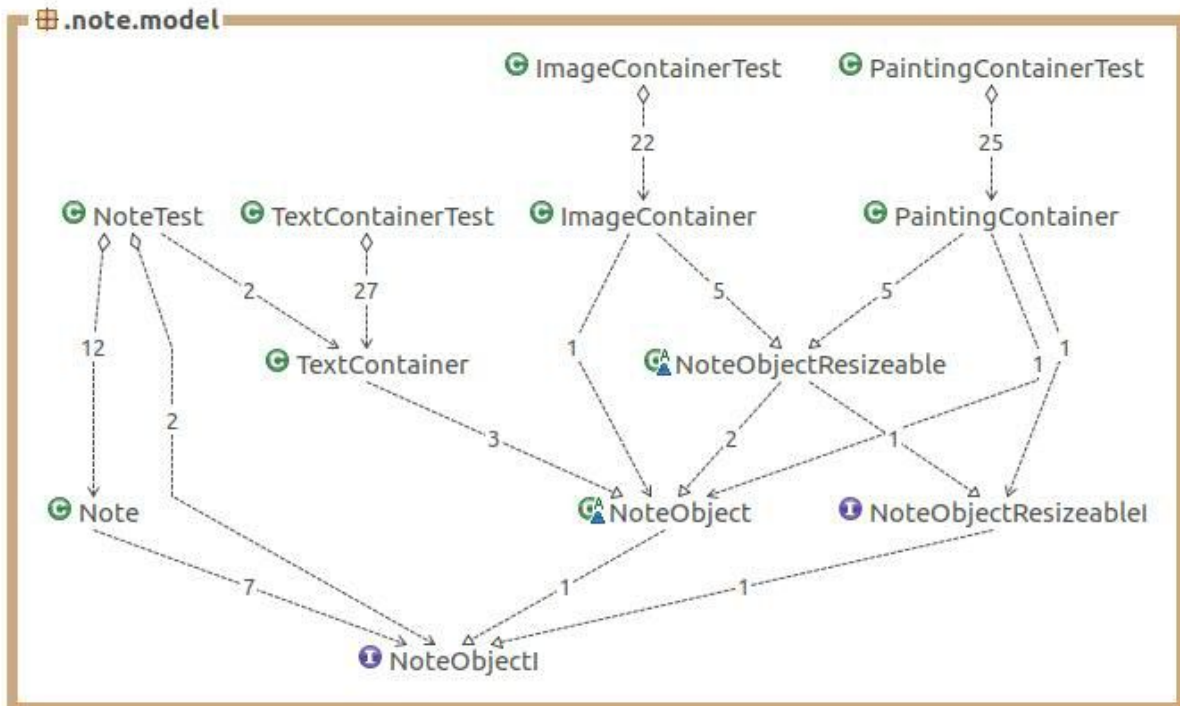 .note.model
ImageContainerTest PaintingContainerTest
22 25
NoteTest TextContainerTest ImageContainer PaintingContainer
2 27 5 5
12 1 1 1
TextContainer NoteObjectResizeable
2 3 2 1
Note NoteObject NoteObjectResizeableI
7 1 1
NoteObjectI